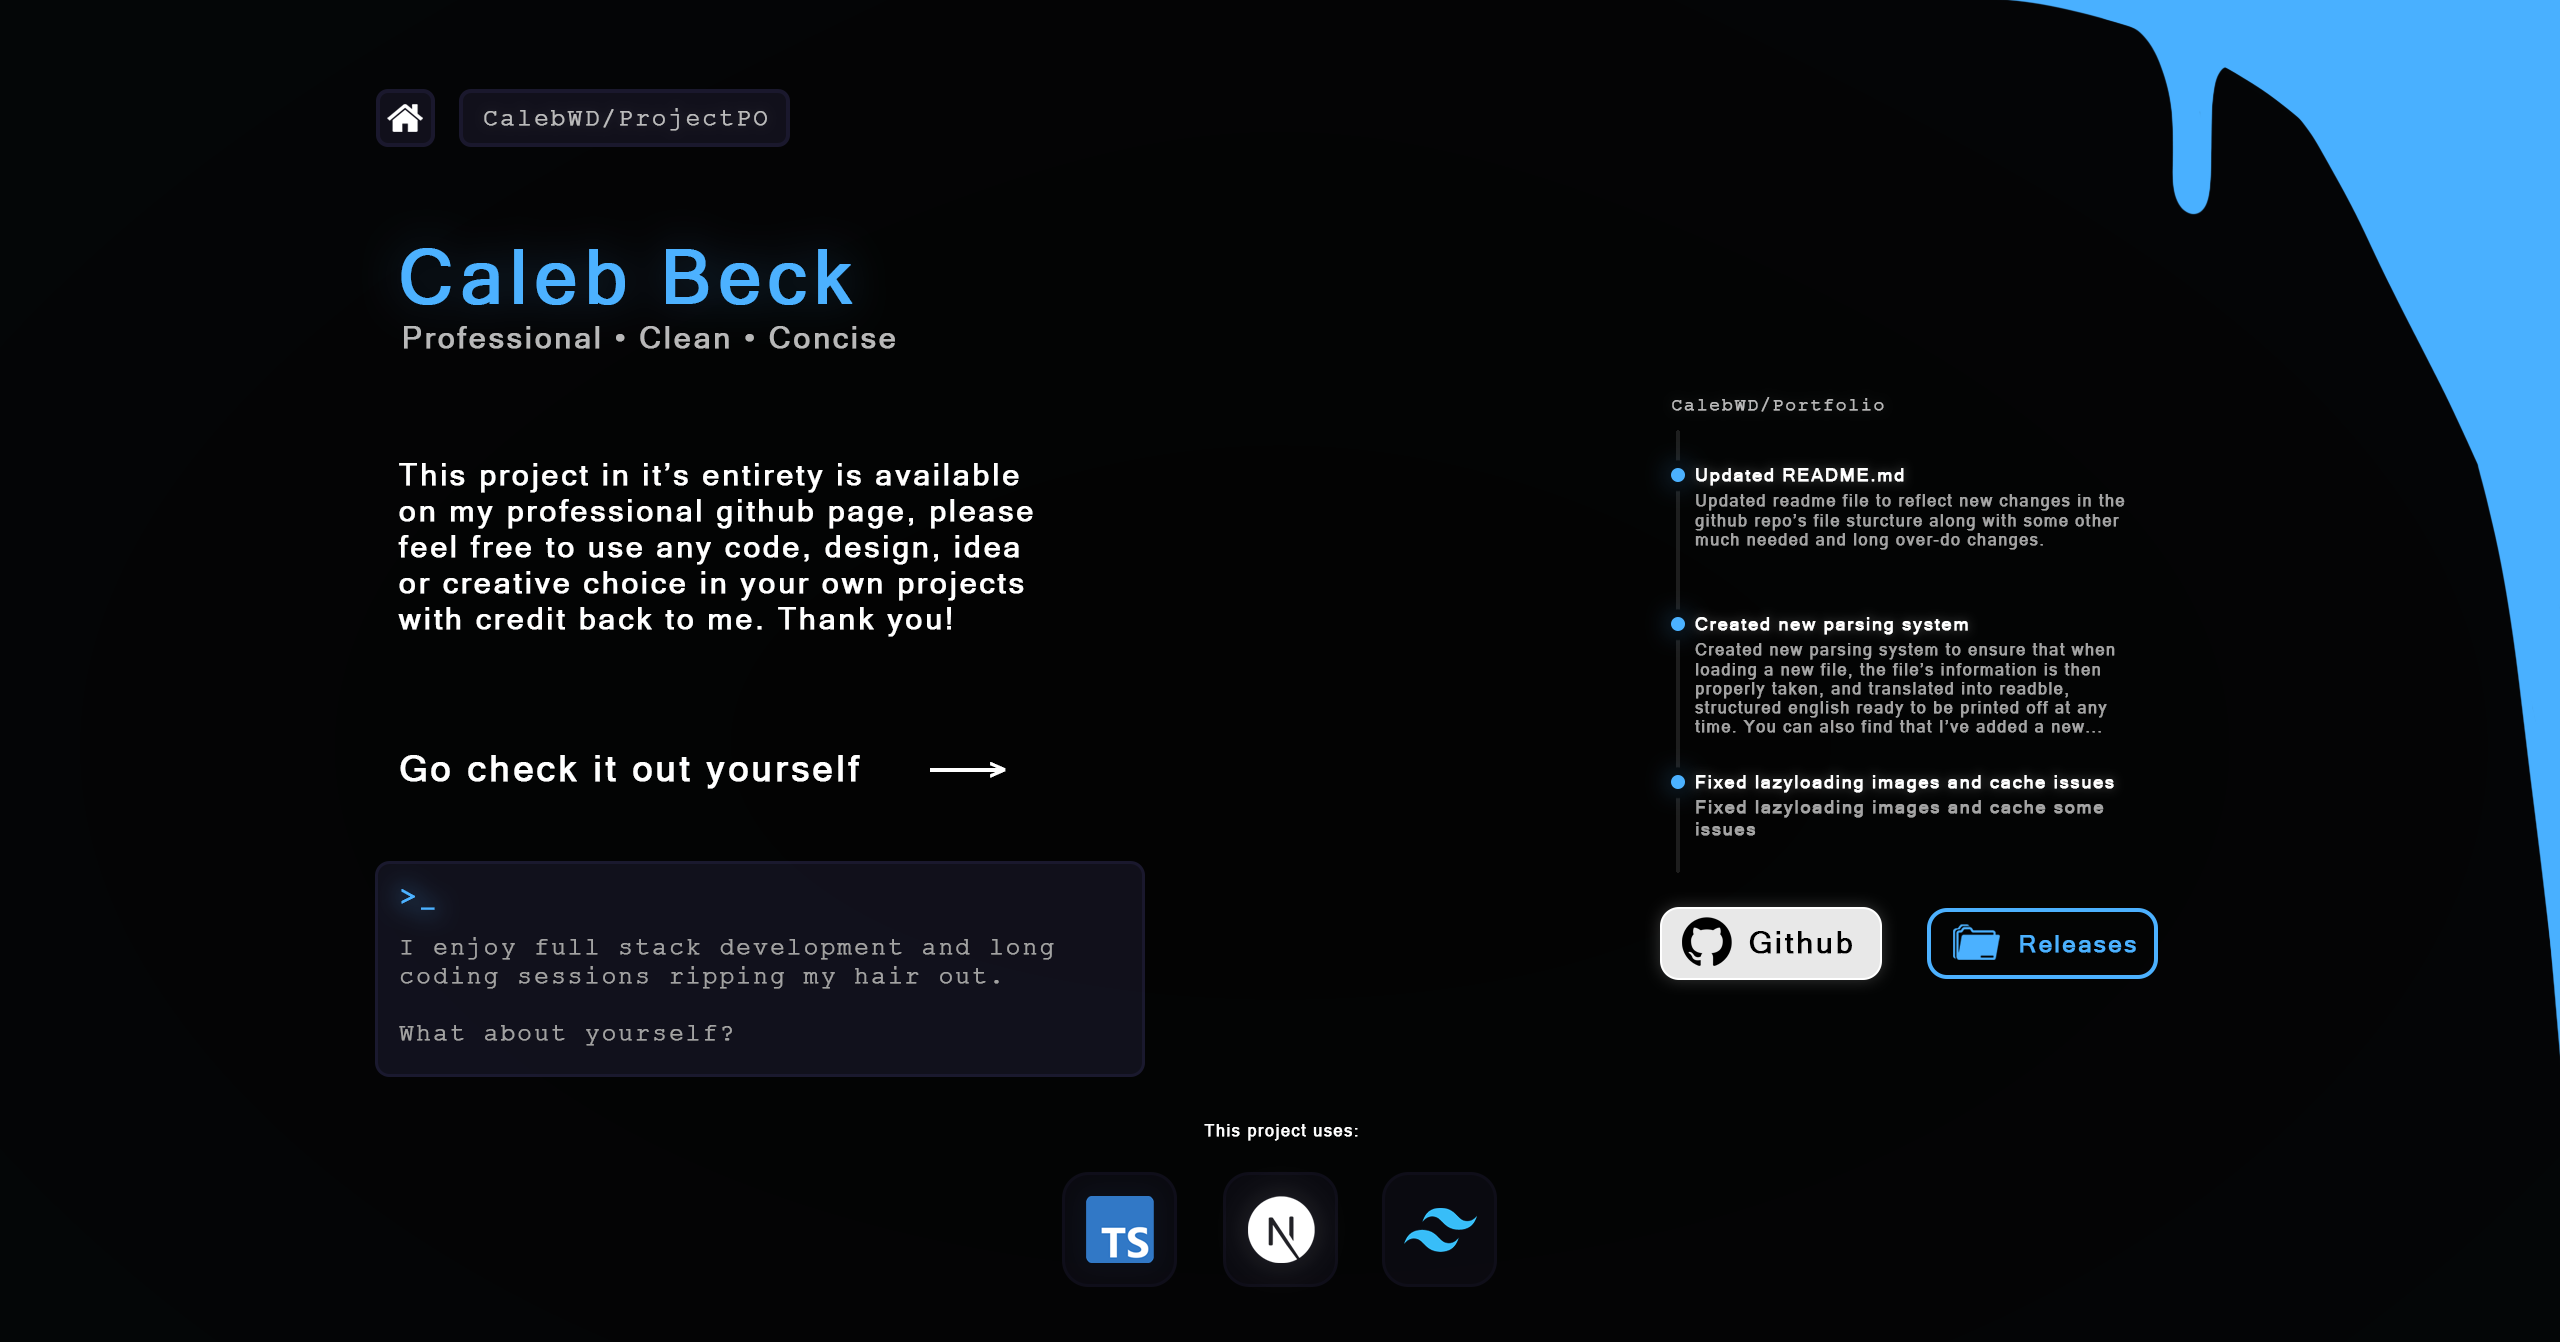 CalebWD/ProjectPO
Caleb Beck
Professional • Clean • Concise
This project in it’s entirety is available
on my professional github page, please
feel free to use any code, design, idea
or creative choice in your own projects
with credit back to me. Thank you!
Go check it out yourself
>_
I enjoy full stack development and long
coding sessions ripping my hair out.
What about yourself?
CalebWD/Portfolio
Updated README.md
Updated readme file to reflect new changes in the
github repo’s file sturcture along with some other
much needed and long over-do changes.
Created new parsing system
Created new parsing system to ensure that when
loading a new file, the file’s information is then
properly taken, and translated into readble,
structured english ready to be printed off at any
time. You can also find that I’ve added a new...
Fixed lazyloading images and cache issues
Fixed lazyloading images and cache some
issues
Github
Releases
This project uses:
TS
N